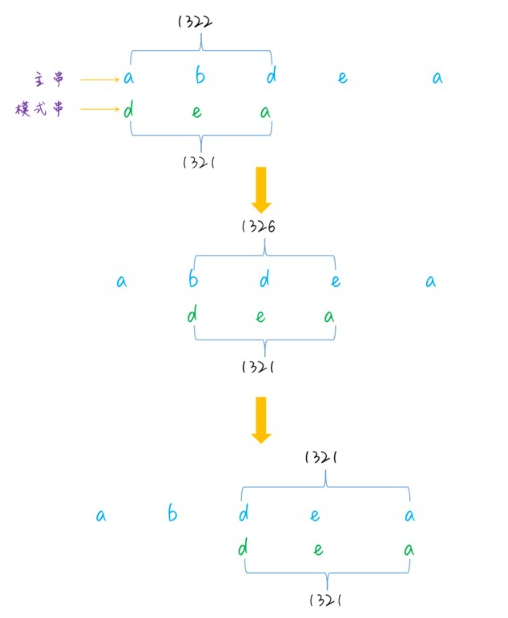 1322
主串 a b d e a
模式串 d e a
1321
1326
a b d e a
d e a
1321
1321
a b d e a
d e a
1321